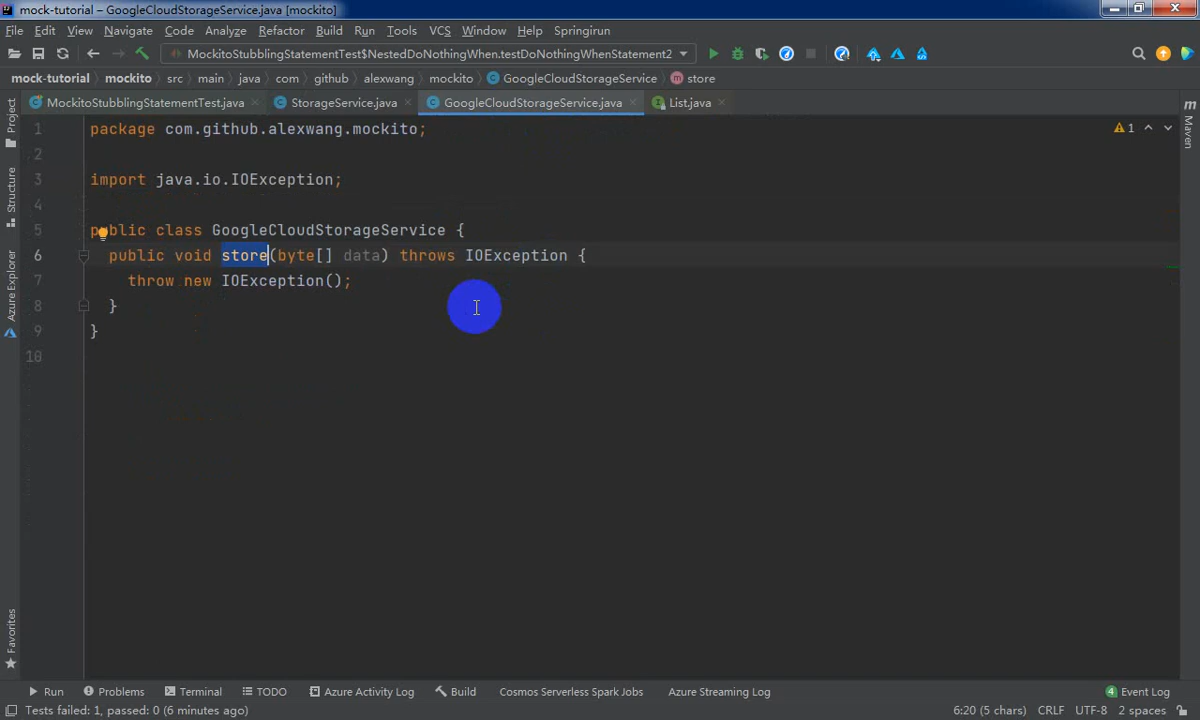 mock-tutorial – GoogleCloudStorageService.java [mockito]
File Edit View Navigate Code Analyze Refactor Build Run Tools VCS Window Help Springirun
MockitoStubblingStatementTest$NestedDoNothingWhen.testDoNothingWhenStatement2
mock-tutorial mockito src main java com github alexwang mockito GoogleCloudStorageService store
MockitoStubblingStatementTest.java StorageService.java GoogleCloudStorageService.java List.java
Project
Structure
Azure Explorer
Favorites
m Maven
1 package com.github.alexwang.mockito;
1
2
3 import java.io.IOException;
4
5 public class GoogleCloudStorageService {
6 public void store(byte[] data) throws IOException {
7 throw new IOException();
8 }
9 }
10
Run Problems Terminal TODO Azure Activity Log Build Cosmos Serverless Spark Jobs Azure Streaming Log 4 Event Log
Tests failed: 1, passed: 0 (6 minutes ago) 6:20 (5 chars) CRLF UTF-8 2 spaces